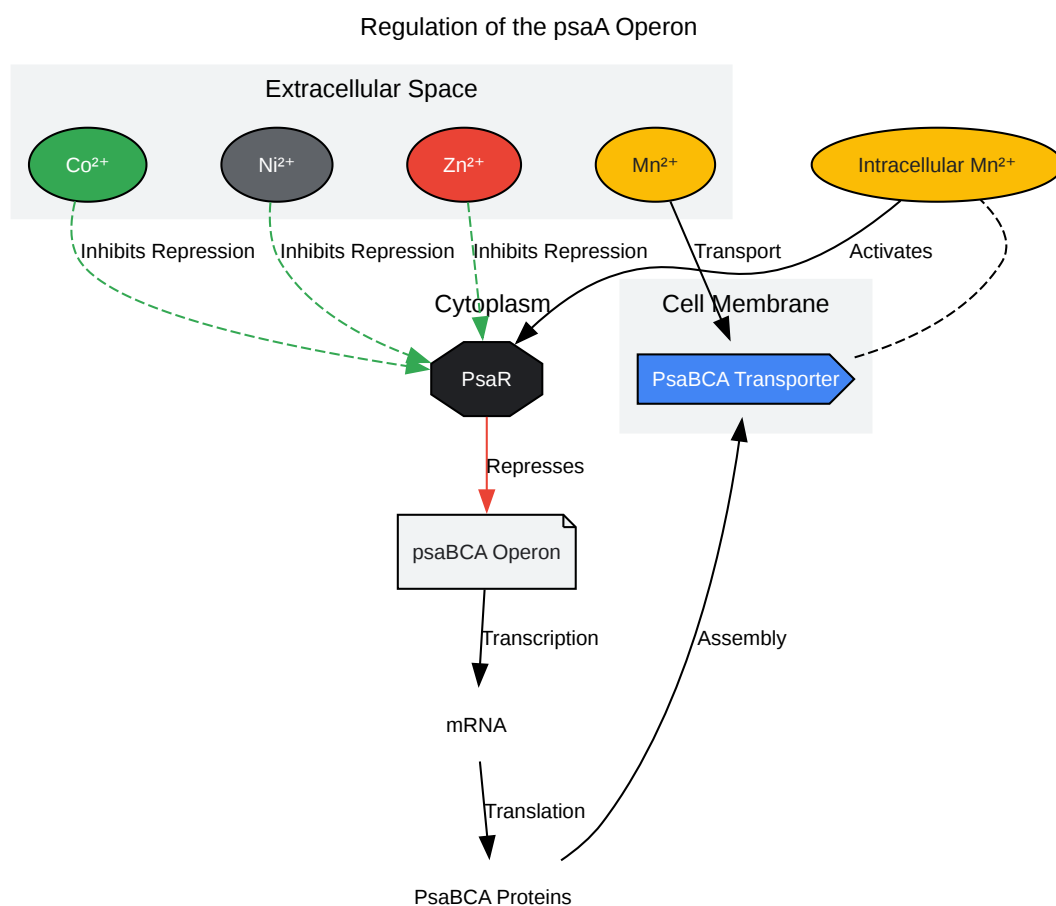 Regulation of the psaA Operon
Extracellular Space
Co²⁺
Ni²⁺
Zn²⁺
Mn²⁺
Intracellular Mn²⁺
Inhibits Repression
Inhibits Repression
Inhibits Repression
Transport
Activates
Cytoplasm
Cell Membrane
PsaR
PsaBCA Transporter
Represses
psaBCA Operon
Transcription
Assembly
mRNA
Translation
PsaBCA Proteins